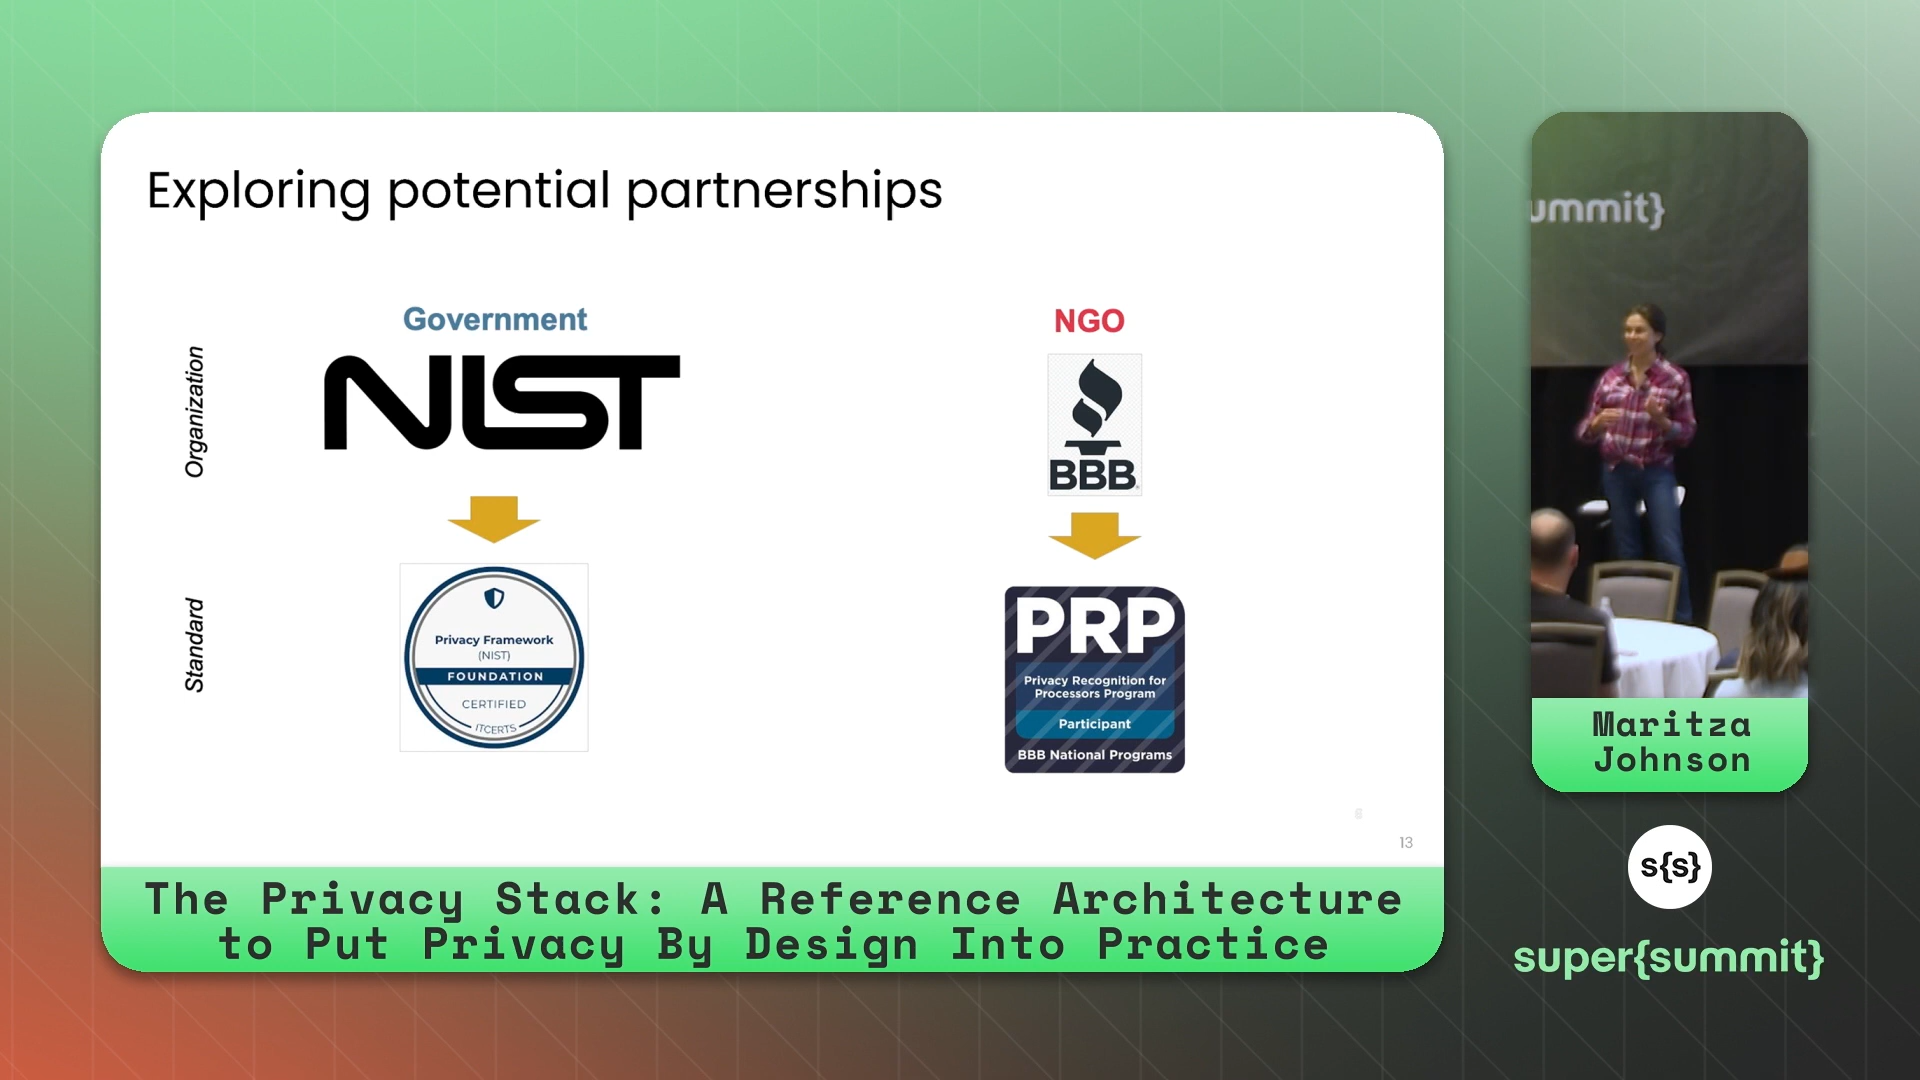 Exploring potential partnerships
Government
NGO
Organization
NIST
BBB
Standard
Privacy Framework
(NIST)
FOUNDATION
CERTIFIED
ITCERTS
PRP
Privacy Recognition for
Processors Program
Participant
BBB National Programs
13
The Privacy Stack: A Reference Architecture
to Put Privacy By Design Into Practice
ummit}
Maritza
Johnson
s{s}
super{summit}